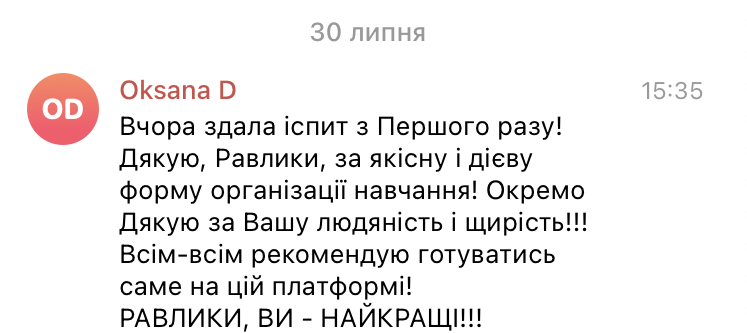 30 липня
OD
Oksana D 15:35
Вчора здала іспит з Першого разу!
Дякую, Равлики, за якісну і дієву
форму організації навчання! Окремо
Дякую за Вашу людяність і щирість!!!
Всім-всім рекомендую готуватись
саме на цій платформі!
РАВЛИКИ, ВИ - НАЙКРАЩІ!!!